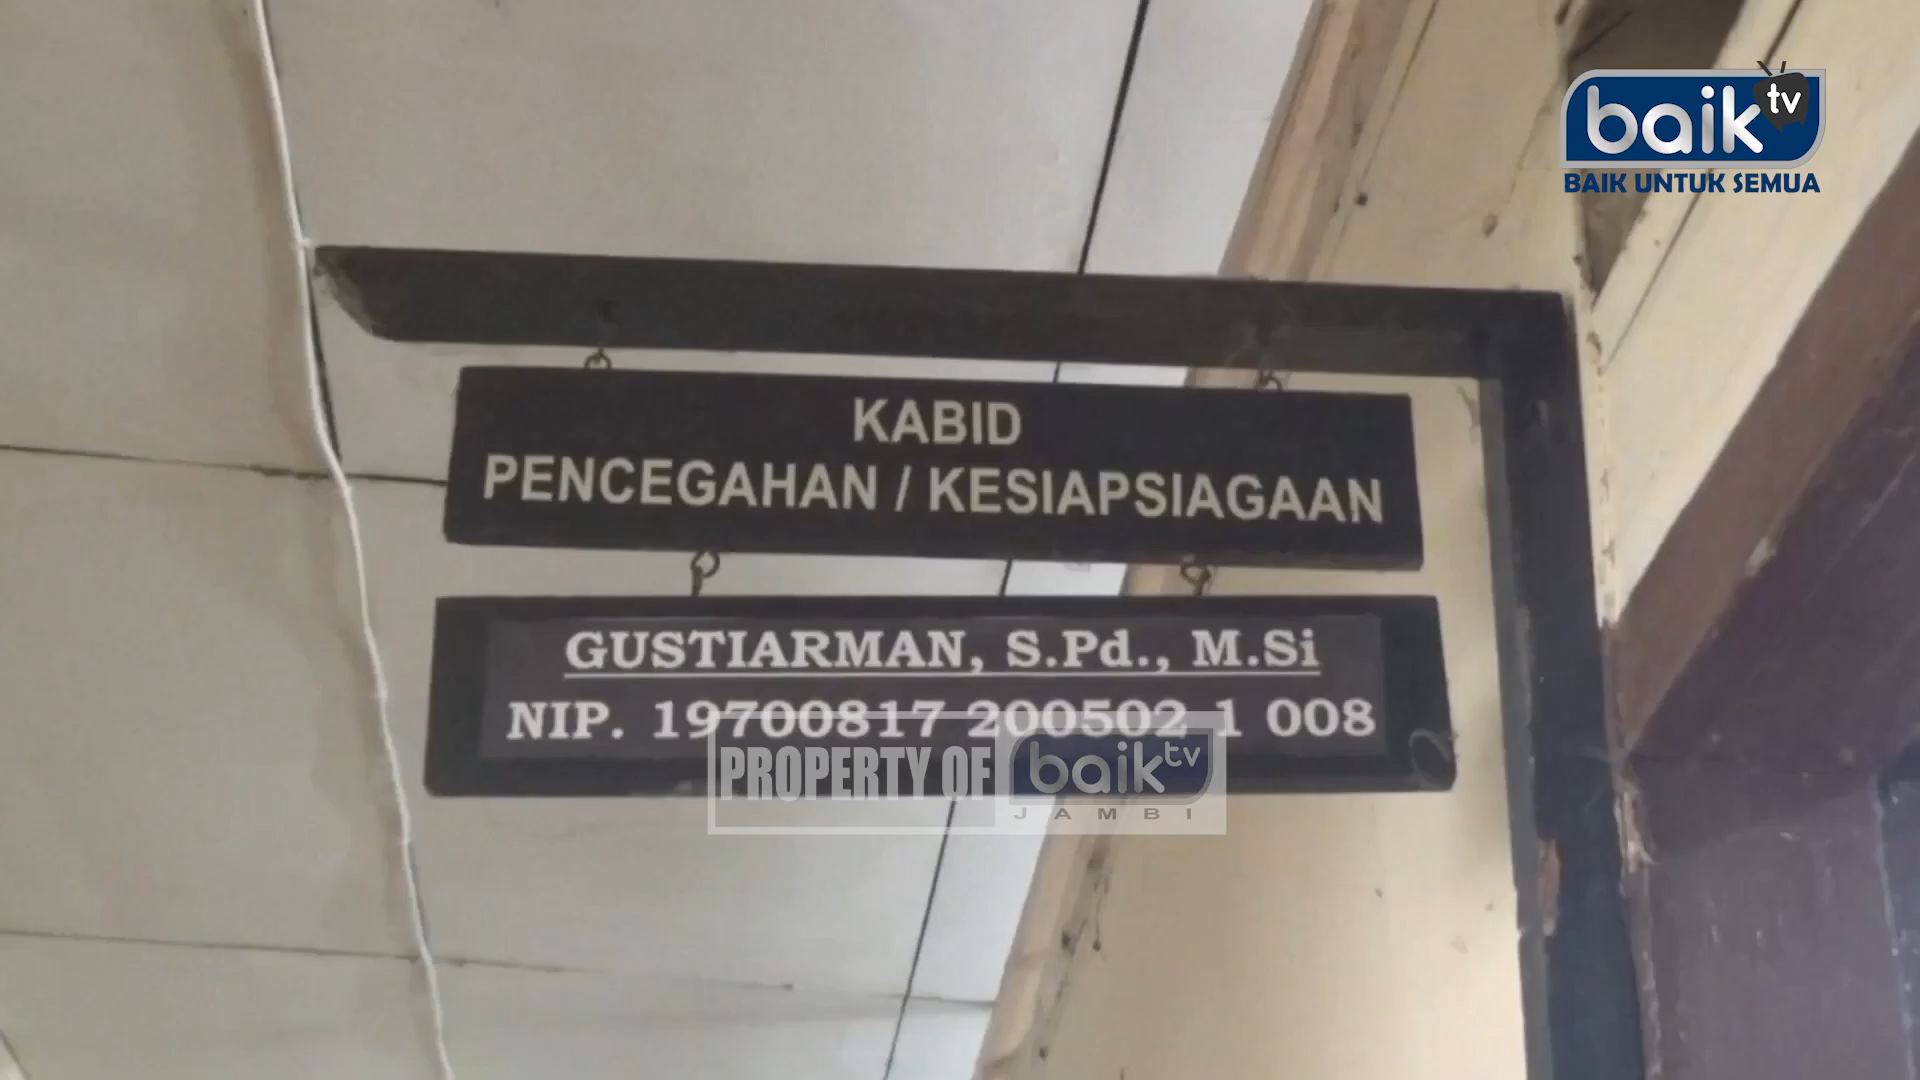 baik tv
BAIK UNTUK SEMUA
KABID
PENCEGAHAN / KESIAPSIAGAAN
GUSTIARMAN, S.Pd., M.Si
NIP. 19700817 200502 1 008
PROPERTY OF baik tv
JAMBI